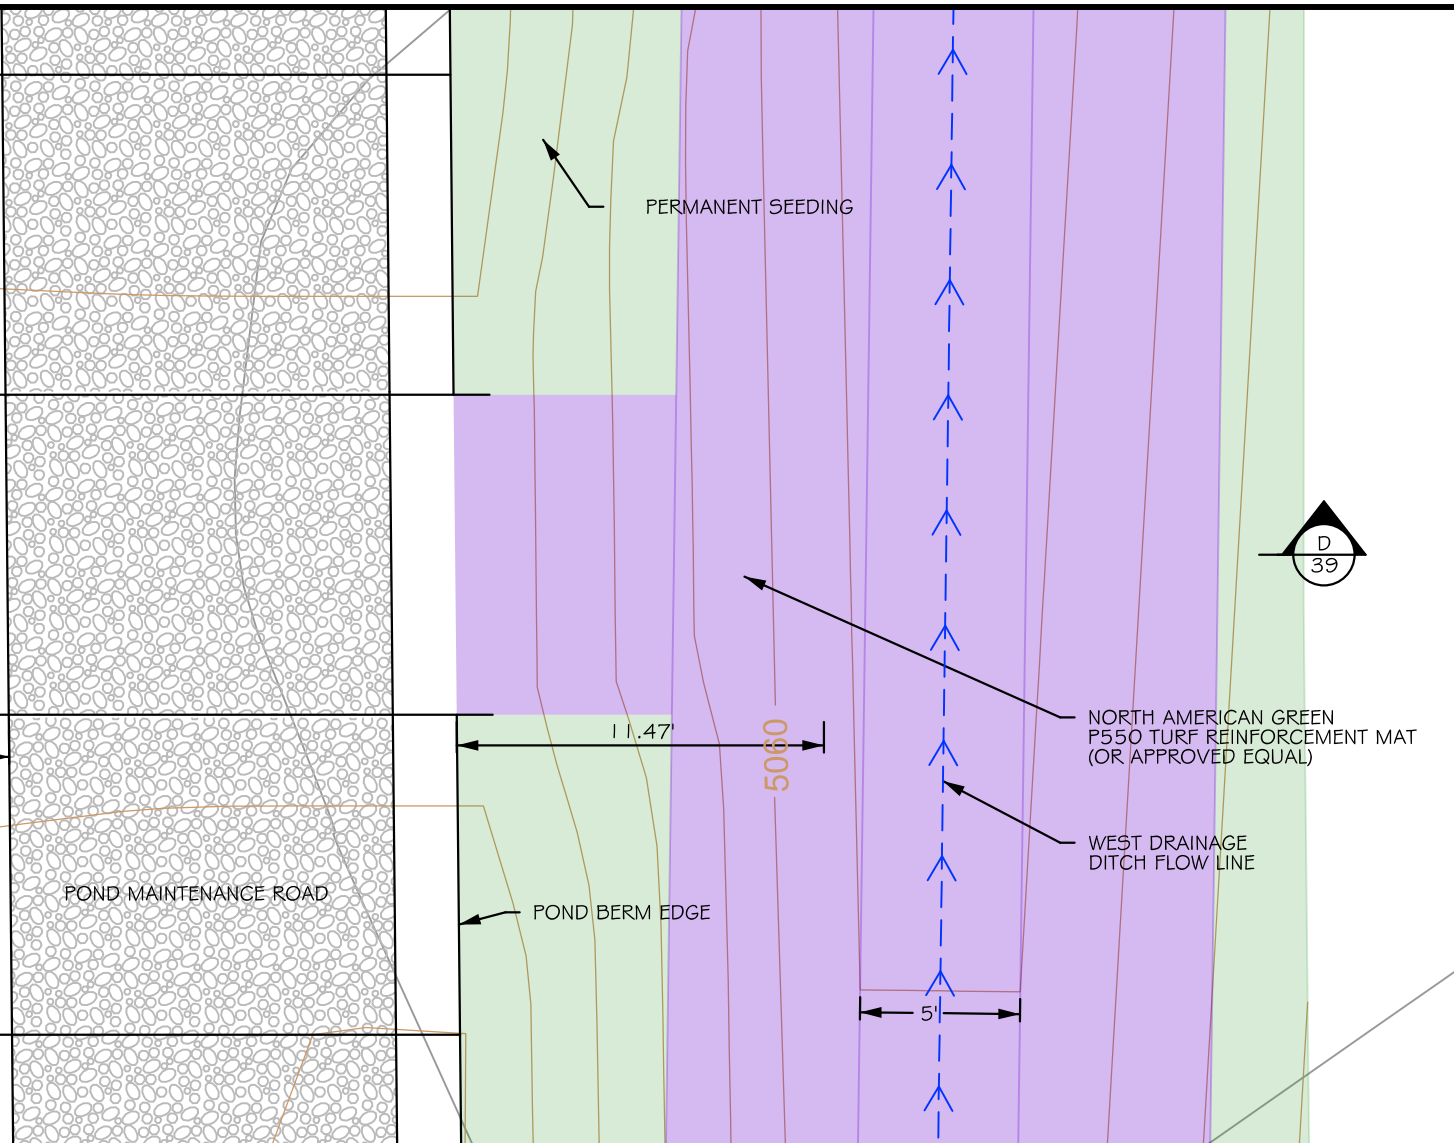 PERMANENT SEEDING
D
39
NORTH AMERICAN GREEN
P550 TURF REINFORCEMENT MAT
(OR APPROVED EQUAL)
11.47'
5060
WEST DRAINAGE
DITCH FLOW LINE
POND MAINTENANCE ROAD
POND BERM EDGE
5'